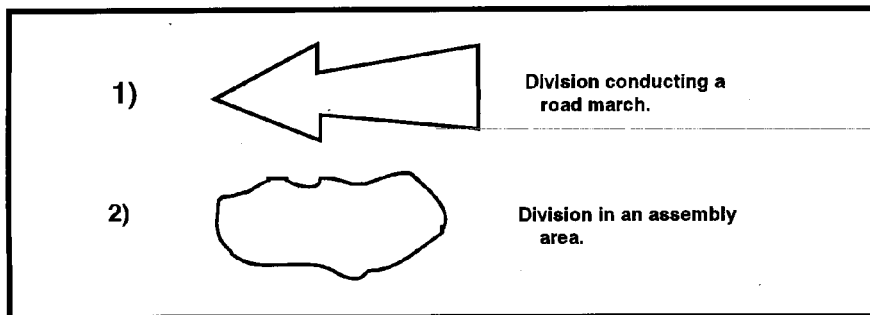 1)
Division conducting a
road march.
2)
Division in an assembly
area.